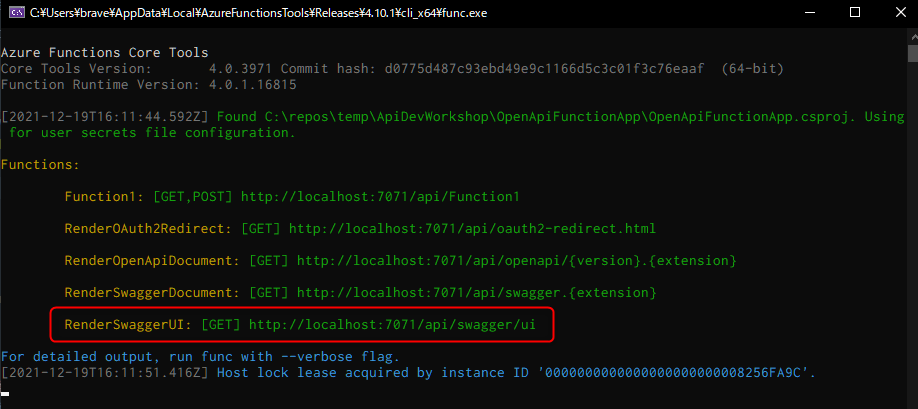 C:¥Users¥brave¥AppData¥Local¥AzureFunctionsTools¥Releases¥4.10.1¥cli_x64¥func.exe
Azure Functions Core Tools
Core Tools Version:       4.0.3971 Commit hash: d0775d487c93ebd49e9c1166d5c3c01f3c76eaaf  (64-bit)
Function Runtime Version: 4.0.1.16815
[2021-12-19T16:11:44.592Z] Found C:\repos\temp\ApiDevWorkshop\OpenApiFunctionApp\OpenApiFunctionApp.csproj. Using
for user secrets file configuration.
Functions:
Function1: [GET,POST] http://localhost:7071/api/Function1
RenderOAuth2Redirect: [GET] http://localhost:7071/api/oauth2-redirect.html
RenderOpenApiDocument: [GET] http://localhost:7071/api/openapi/{version}.{extension}
RenderSwaggerDocument: [GET] http://localhost:7071/api/swagger.{extension}
RenderSwaggerUI: [GET] http://localhost:7071/api/swagger/ui
For detailed output, run func with --verbose flag.
[2021-12-19T16:11:51.416Z] Host lock lease acquired by instance ID '0000000000000000000000008256FA9C'.